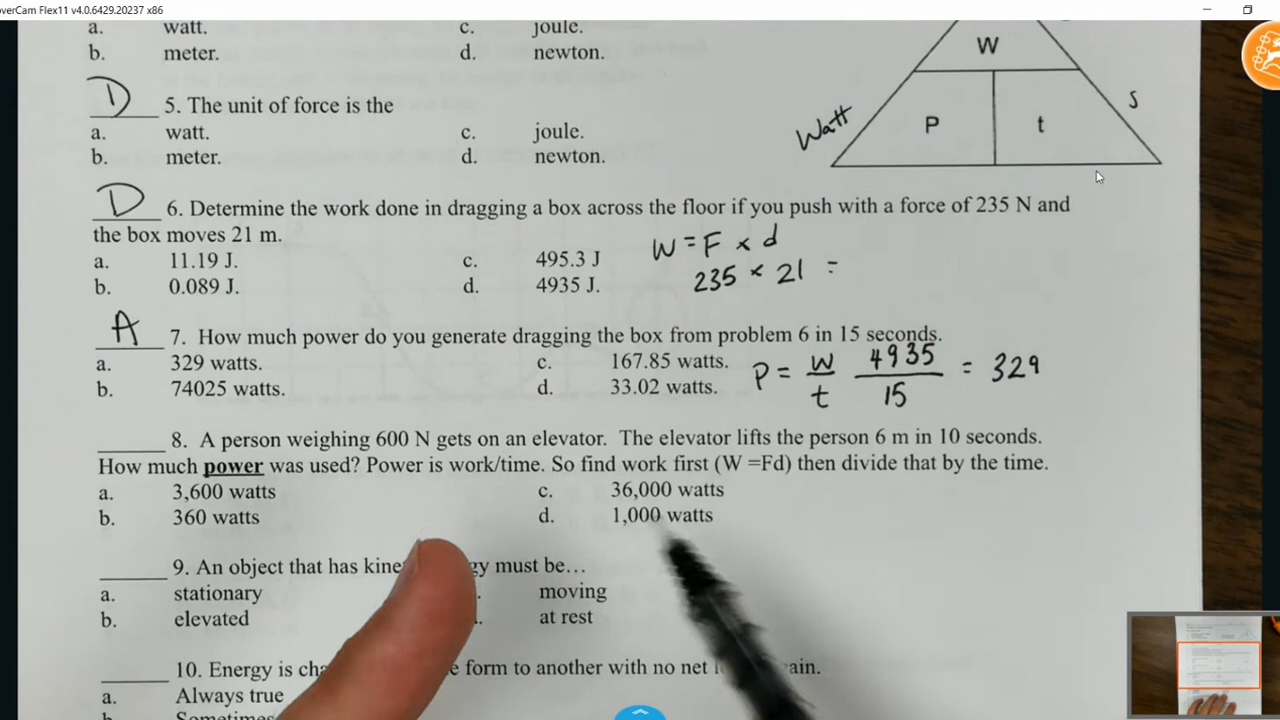 overCam Flex11 v4.0.6429.20237 x86
a. watt. c. joule.
b. meter. d. newton.
W
P t
Watt
s
D 5. The unit of force is the
a. watt. c. joule.
b. meter. d. newton.
D 6. Determine the work done in dragging a box across the floor if you push with a force of 235 N and
the box moves 21 m.
a. 11.19 J. c. 495.3 J
b. 0.089 J. d. 4935 J.
W = F x d
235 x 21 =
A 7. How much power do you generate dragging the box from problem 6 in 15 seconds.
a. 329 watts. c. 167.85 watts.
b. 74025 watts. d. 33.02 watts.
P = W 4935 = 329
t 15
8. A person weighing 600 N gets on an elevator. The elevator lifts the person 6 m in 10 seconds.
How much power was used? Power is work/time. So find work first (W =Fd) then divide that by the time.
a. 3,600 watts c. 36,000 watts
b. 360 watts d. 1,000 watts
9. An object that has kine gy must be…
a. stationary moving
b. elevated at rest
10. Energy is cha e form to another with no net ain.
a. Always true
Sometimes